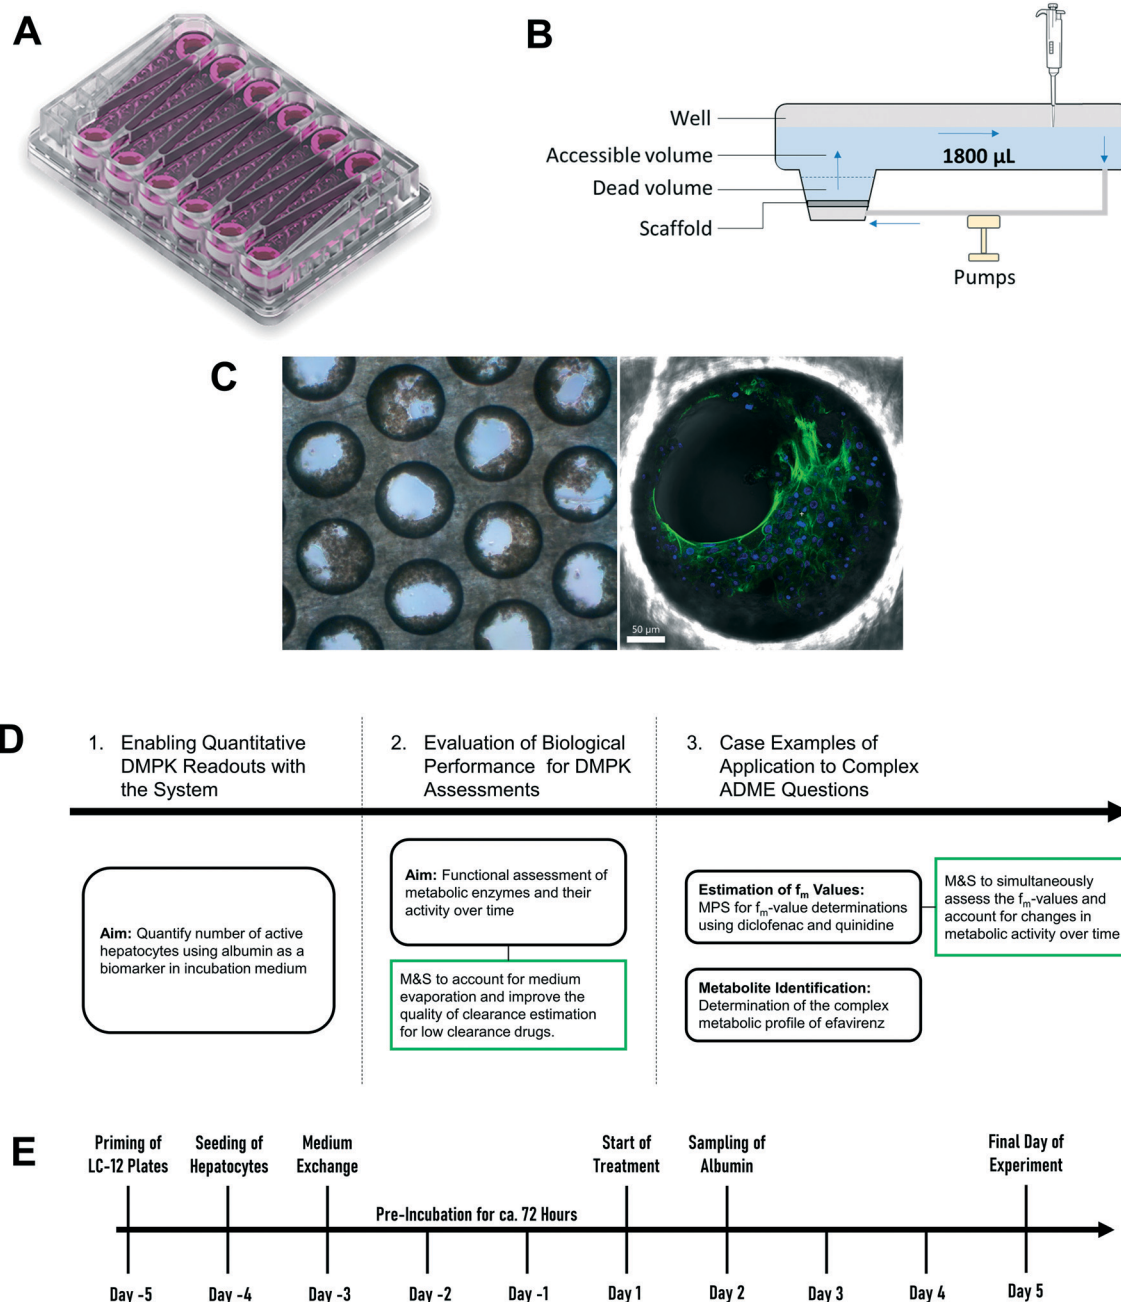 A
B
Well
Accessible volume
1800 µL
Dead volume
Scaffold
Pumps
C
50 µm
D
1. Enabling Quantitative
DMPK Readouts with
the System
2. Evaluation of Biological
Performance for DMPK
Assessments
3. Case Examples of
Application to Complex
ADME Questions
Aim: Quantify number of active
hepatocytes using albumin as a
biomarker in incubation medium
Aim: Functional assessment of
metabolic enzymes and their
activity over time
M&S to account for medium
evaporation and improve the
quality of clearance estimation
for low clearance drugs.
Estimation of fm Values:
MPS for fm-value determinations
using diclofenac and quinidine
M&S to simultaneously
assess the fm-values and
account for changes in
metabolic activity over time
Metabolite Identification:
Determination of the complex
metabolic profile of efavirenz
E
Priming of
LC-12 Plates
Seeding of
Hepatocytes
Medium
Exchange
Pre-Incubation for ca. 72 Hours
Start of
Treatment
Sampling of
Albumin
Final Day of
Experiment
Day -5
Day -4
Day -3
Day -2
Day -1
Day 1
Day 2
Day 3
Day 4
Day 5